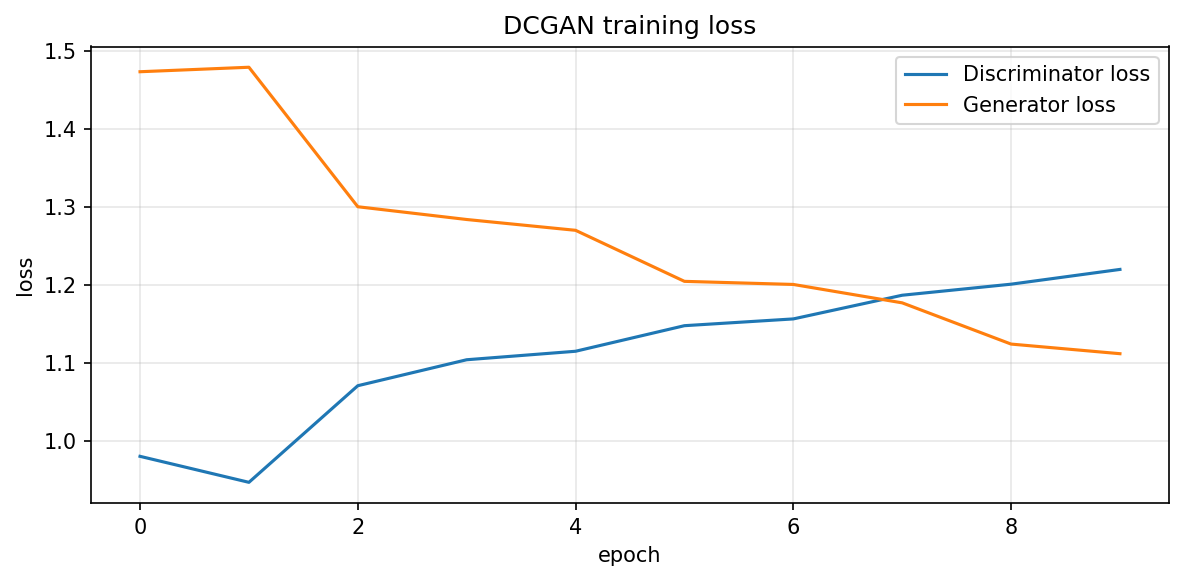 DCGAN training loss
1.5
1.4
1.3
1.2
1.1
1.0
loss
Discriminator loss
Generator loss
0 2 4 6 8
epoch